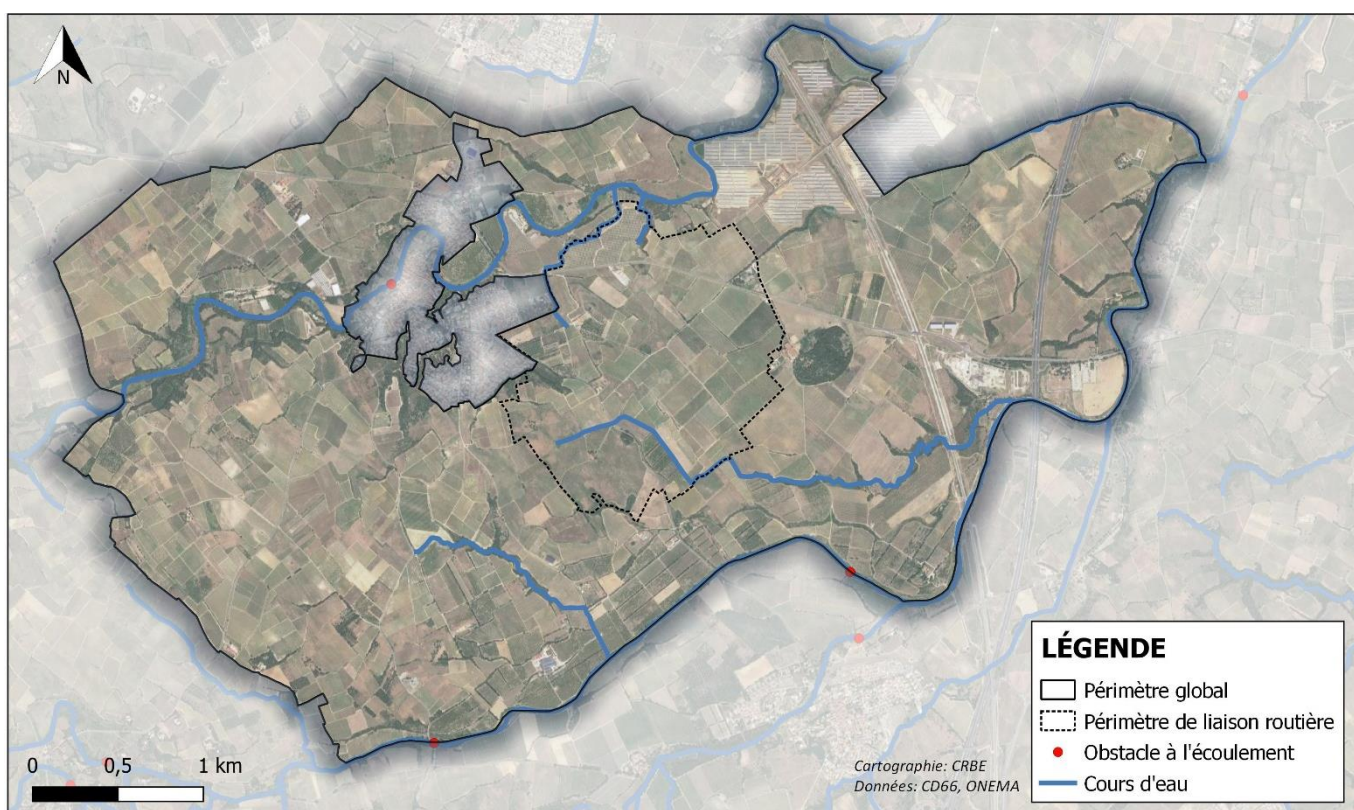 N
LÉGENDE
Périmètre global
Périmètre de liaison routière
Obstacle à l'écoulement
Cours d'eau
0 0,5 1 km
Cartographie: CRBE
Données: CD66, ONEMA